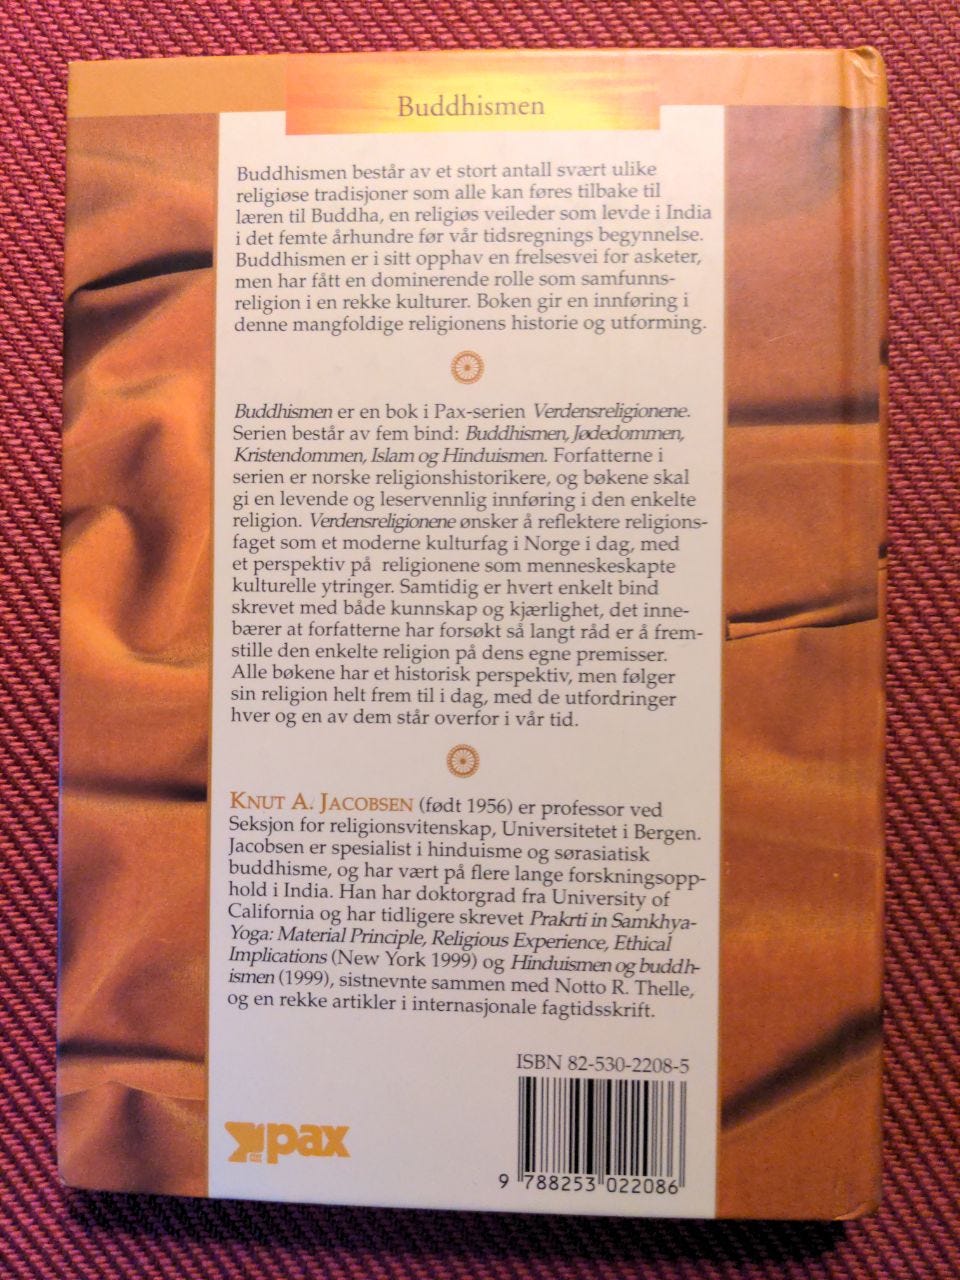 Buddhismen
Buddhismen består av et stort antall svært ulike
religiøse tradisjoner som alle kan føres tilbake til
læren til Buddha, en religiøs veileder som levde i India
i det femte århundre før vår tidsregnings begynnelse.
Buddhismen er i sitt opphav en frelsesvei for asketer,
men har fått en dominerende rolle som samfunns-
religion i en rekke kulturer. Boken gir en innføring i
denne mangfoldige religionens historie og utforming.
Buddhismen er en bok i Pax-serien Verdensreligionene.
Serien består av fem bind: Buddhismen, Jødedommen,
Kristendommen, Islam og Hinduismen. Forfatterne i
serien er norske religionshistorikere, og bøkene skal
gi en levende og leservennlig innføring i den enkelte
religion. Verdensreligionene ønsker å reflektere religions-
faget som et moderne kulturfag i Norge i dag, med
et perspektiv på religionene som menneskeskapte
kulturelle ytringer. Samtidig er hvert enkelt bind
skrevet med både kunnskap og kjærlighet, det inne-
bærer at forfatterne har forsøkt så langt råd er å frem-
stille den enkelte religion på dens egne premisser.
Alle bøkene har et historisk perspektiv, men følger
sin religion helt frem til i dag, med de utfordringer
hver og en av dem står overfor i vår tid.
KNUT A. JACOBSEN (født 1956) er professor ved
Seksjon for religionsvitenskap, Universitetet i Bergen.
Jacobsen er spesialist i hinduisme og sørasiatisk
buddhisme, og har vært på flere lange forskningsopp-
hold i India. Han har doktorgrad fra University of
California og har tidligere skrevet Prakrti in Samkhya-
Yoga: Material Principle, Religious Experience, Ethical
Implications (New York 1999) og Hinduismen og buddh-
ismen (1999), sistnevnte sammen med Notto R. Thelle,
og en rekke artikler i internasjonale fagtidsskrift.
ISBN 82-530-2208-5
pax
9 788253 022086